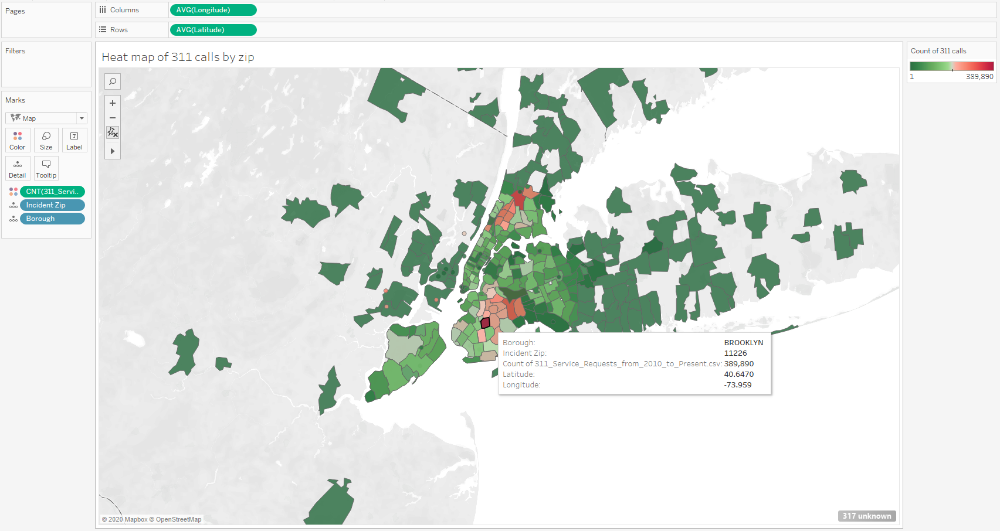 Pages
Columns
AVG(Longitude)
Rows
AVG(Latitude)
Filters
Marks
Map
Color
Size
Label
Detail
Tooltip
CNT(311_Servi..
Incident Zip
Borough
Heat map of 311 calls by zip
Borough: BROOKLYN
Incident Zip: 11226
Count of 311_Service_Requests_from_2010_to_Present.csv: 389,890
Latitude: 40.6470
Longitude: -73.959
© 2020 Mapbox © OpenStreetMap
317 unknown
Count of 311 calls
1 389,890